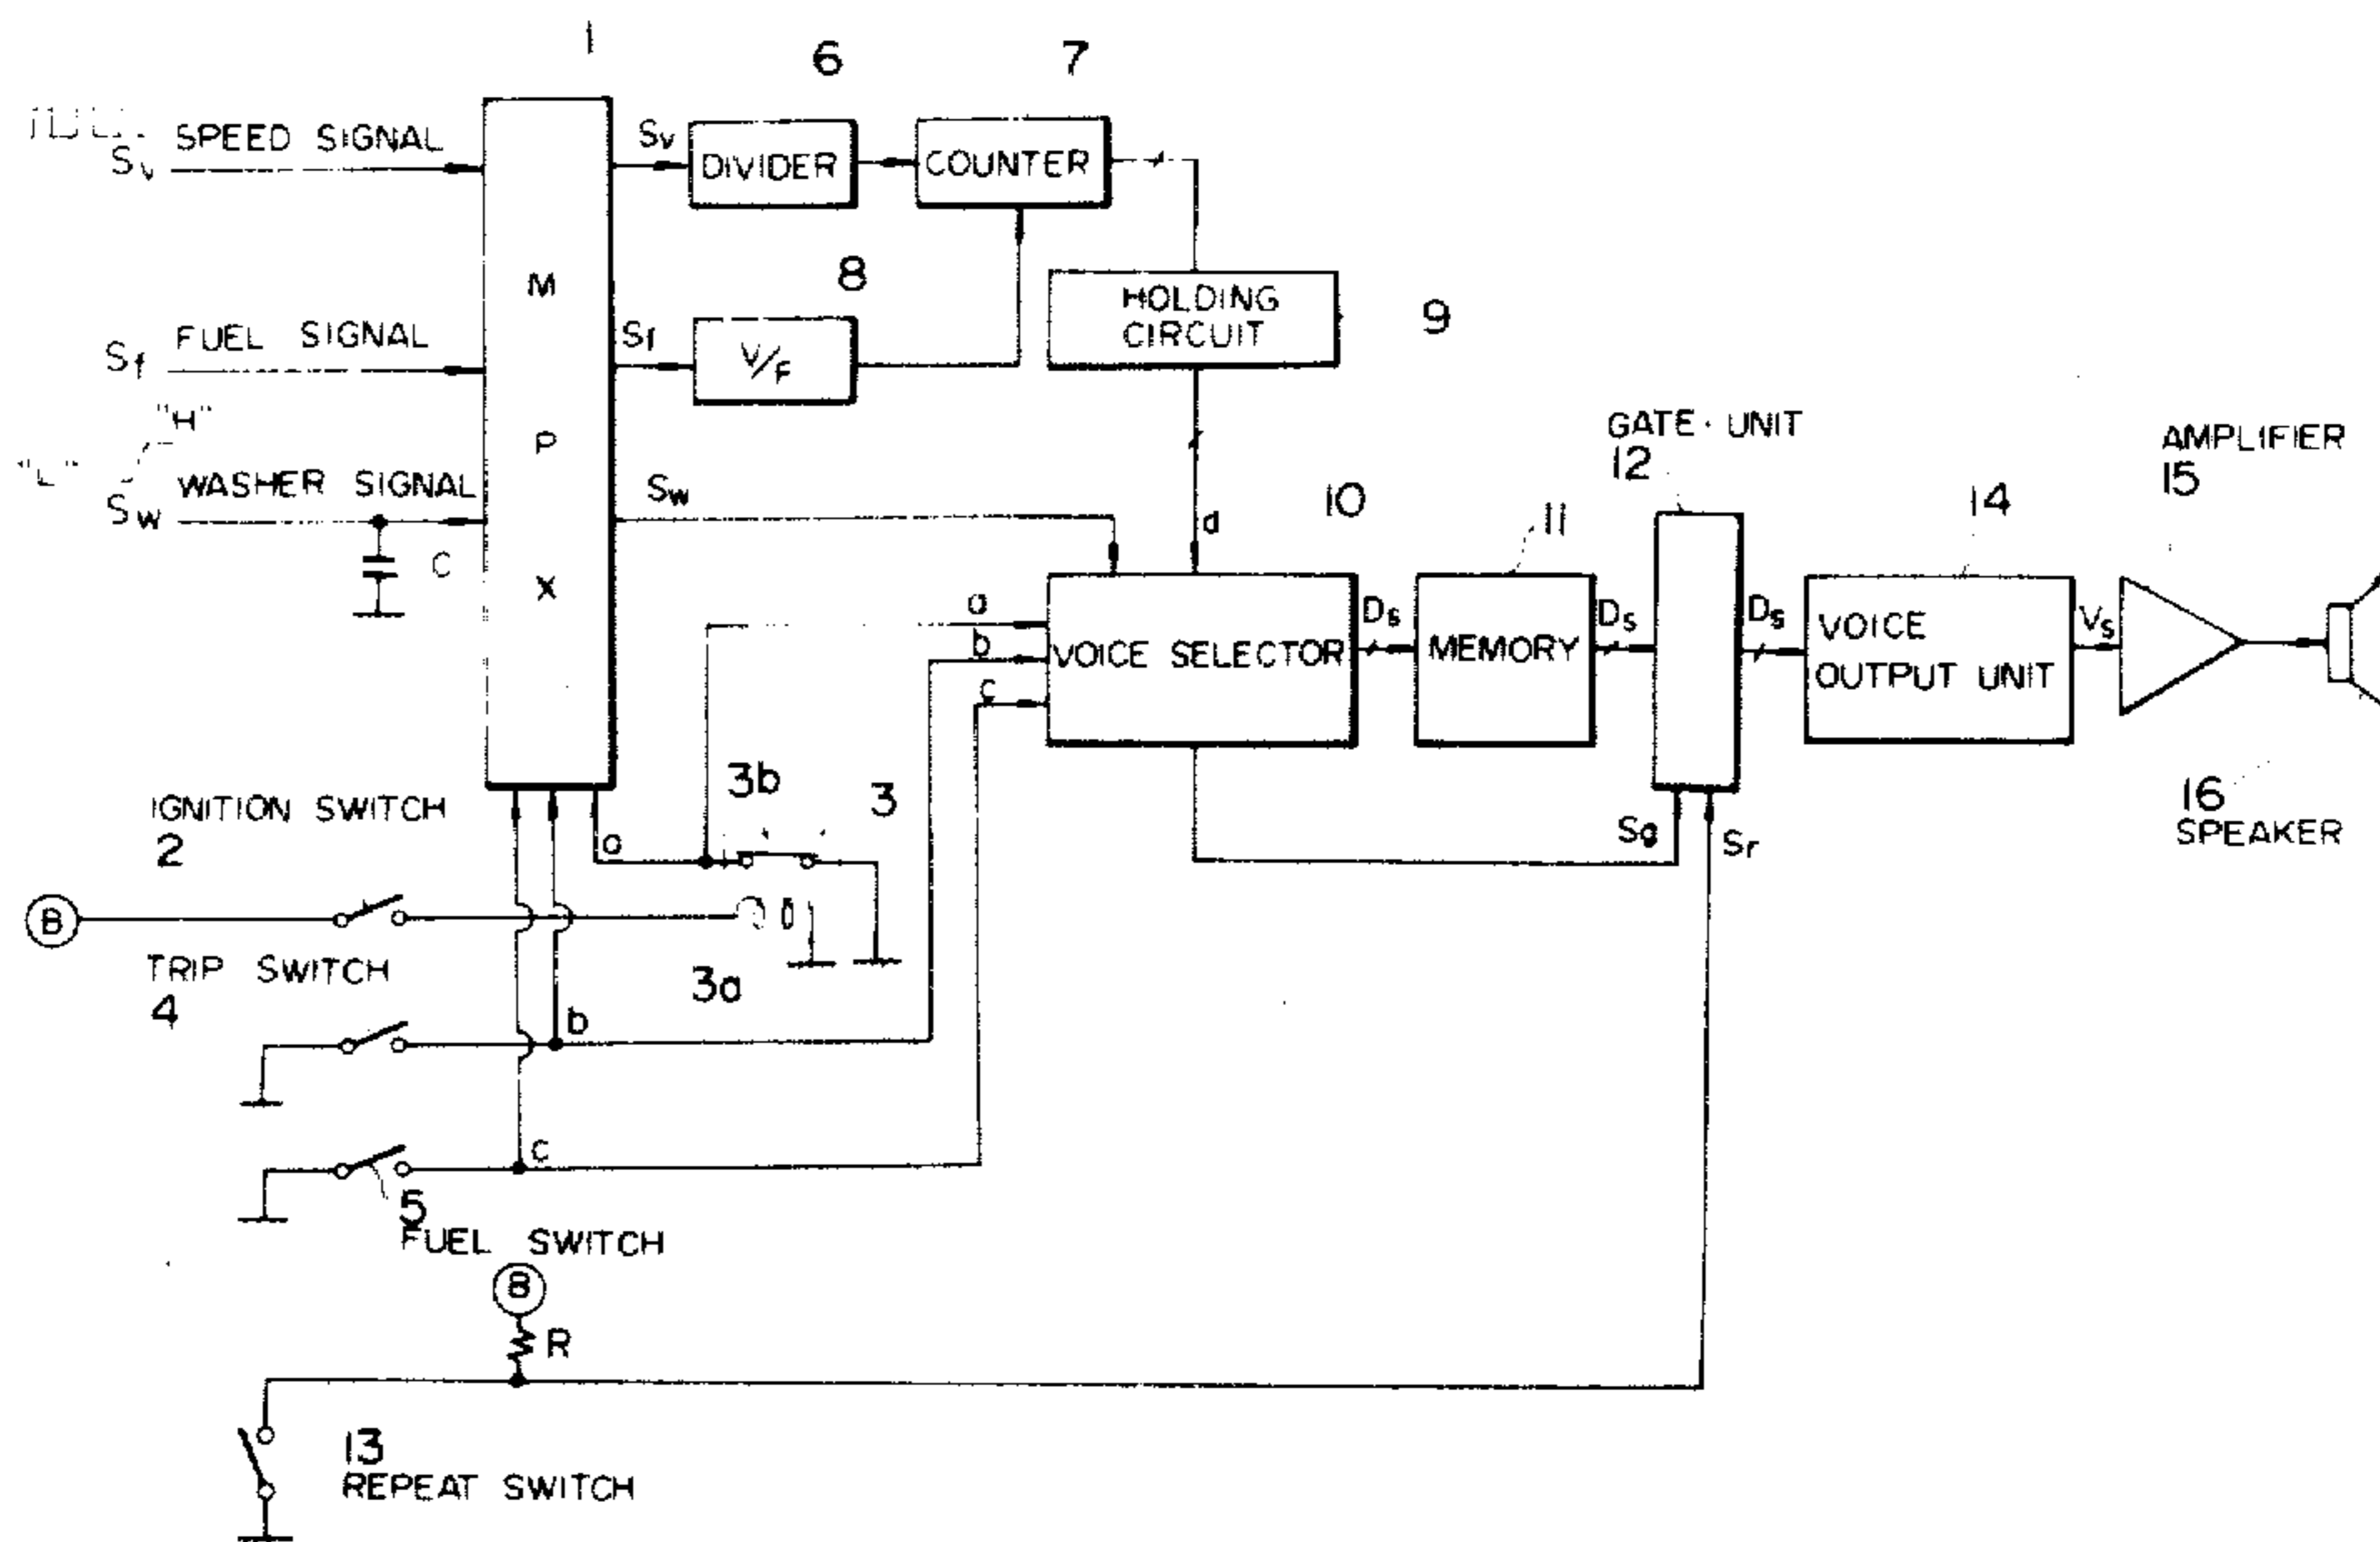 1
6
7
SPEED SIGNAL
Sv
Sv
DIVIDER
COUNTER
M
P
X
8
HOLDING
CIRCUIT
9
FUEL SIGNAL
Sf
Sf
V/F
"H"
"L"
WASHER SIGNAL
Sw
Sw
C
d
10
11
GATE UNIT
12
14
AMPLIFIER
15
a
b
c
VOICE SELECTOR
Ds
MEMORY
Ds
Ds
VOICE
OUTPUT UNIT
Vs
IGNITION SWITCH
2
3b
3
a
Sg
Sr
16
SPEAKER
B
3a
TRIP SWITCH
4
b
c
5
FUEL SWITCH
B
R
13
REPEAT SWITCH